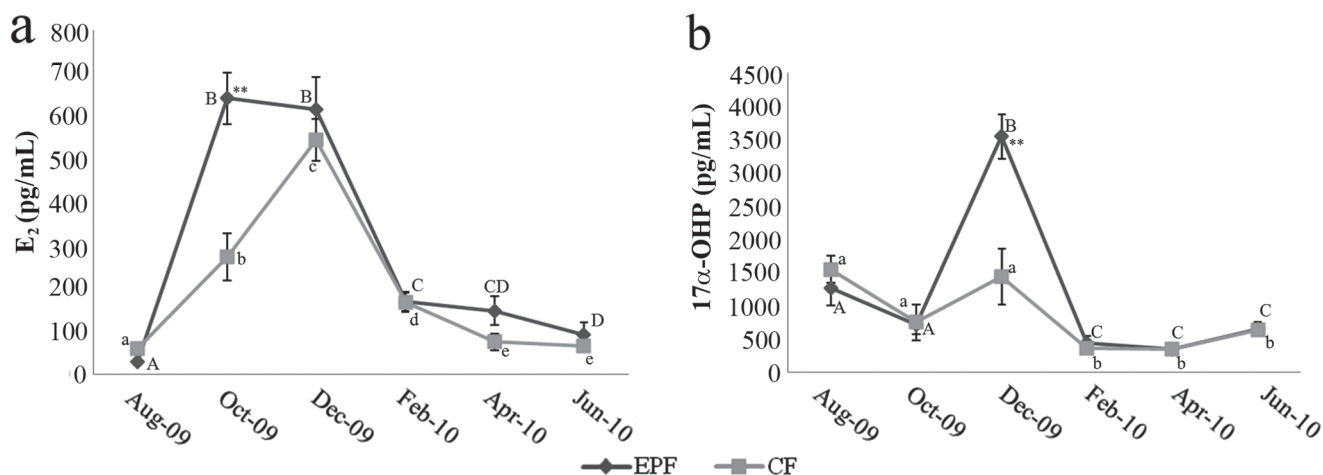 a
E₂ (pg/mL)
800
700
600
500
400
300
200
100
0
a
A
B
**
b
B
c
C
d
CD
e
D
e
Aug-09
Oct-09
Dec-09
Feb-10
Apr-10
Jun-10
b
17α-OHP (pg/mL)
4500
4000
3500
3000
2500
2000
1500
1000
500
0
a
A
a
A
B
**
a
C
b
C
b
C
b
Aug-09
Oct-09
Dec-09
Feb-10
Apr-10
Jun-10
EPF CF